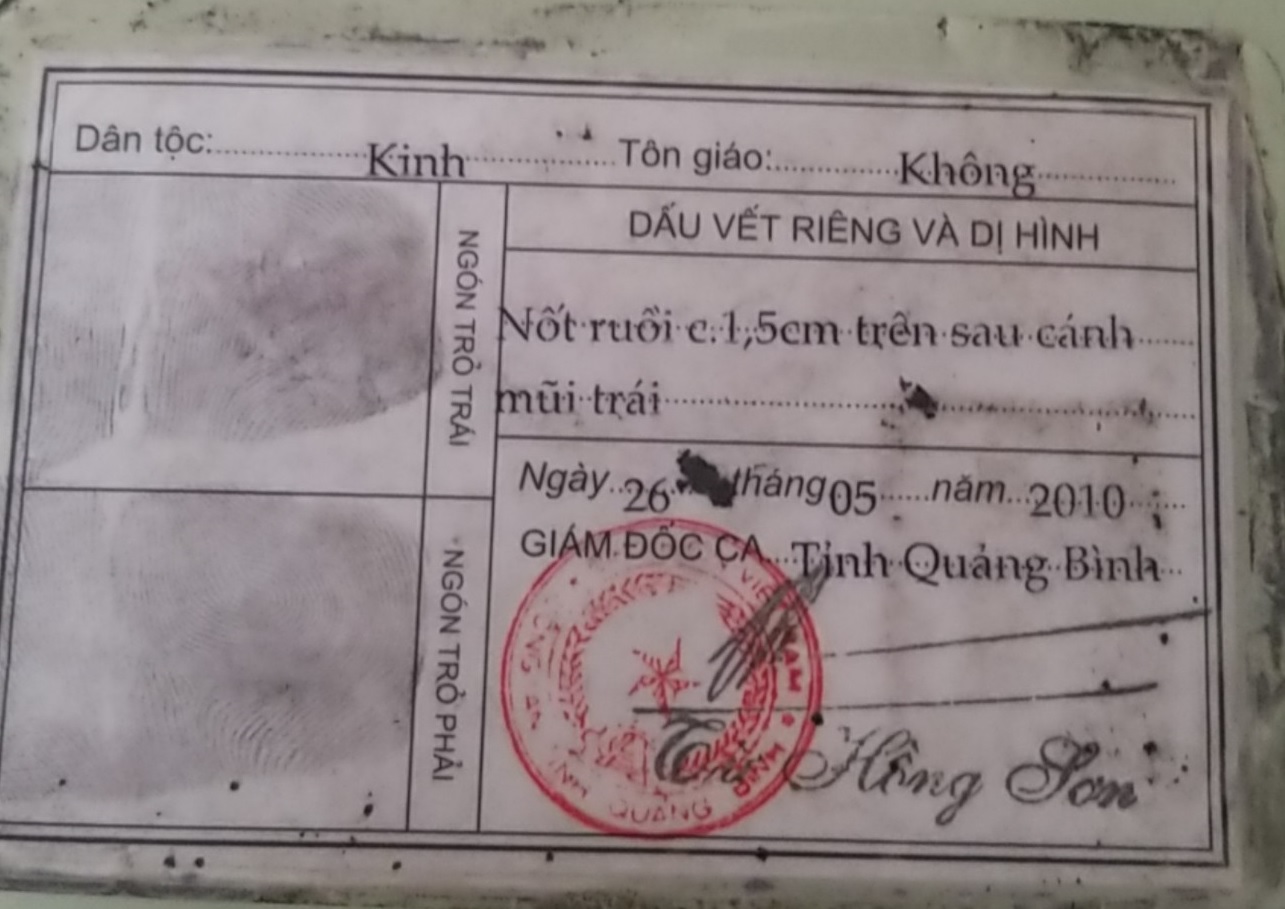 Dân tộc: Kinh Tôn giáo: Không
NGÓN TRỎ TRÁI
DẤU VẾT RIÊNG VÀ DỊ HÌNH
Nốt ruồi c.1,5cm trên sau cánh
mũi trái
NGÓN TRỎ PHẢI
Ngày 26 tháng 05 năm 2010
GIÁM ĐỐC CA Tỉnh Quảng Bình
VIỆT NAM
QUẢNG
Hồng Sơn